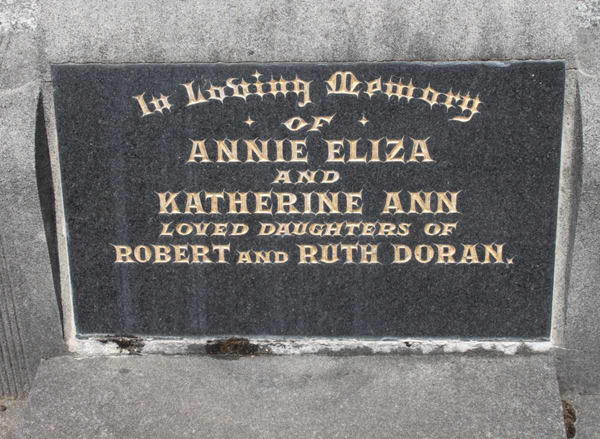 In Loving Memory
OF
ANNIE ELIZA
AND
KATHERINE ANN
LOVED DAUGHTERS OF
ROBERT AND RUTH DORAN.